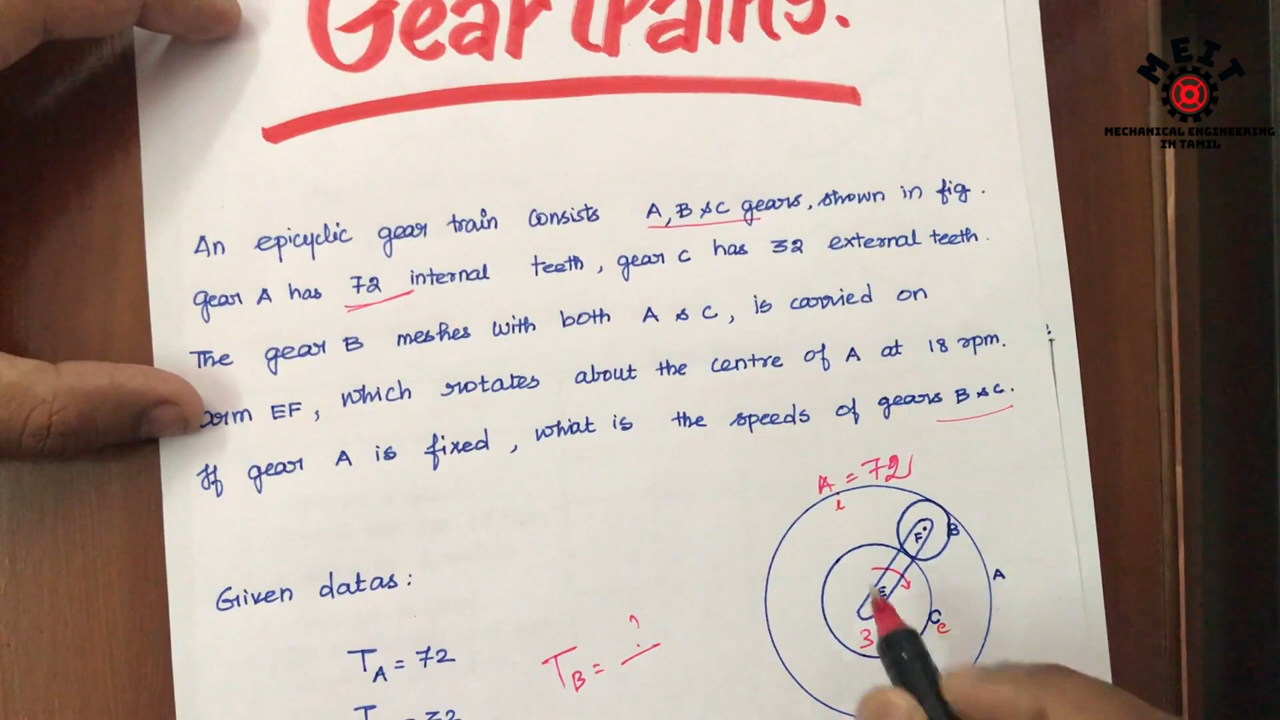 Gear trains.
MEIT
MECHANICAL ENGINEERING
IN TAMIL
An epicyclic gear train consists A, B & C gears, shown in fig.
gear A has 72 internal teeth, gear C has 32 external teeth.
The gear B meshes with both A & C, is carried on
arm EF, which rotates about the centre of A at 18 rpm.
If gear A is fixed, what is the speeds of gears B & C.
A = 72
i
F
B
A
E
C
e
3
Given datas:
TA = 72
TB = ?